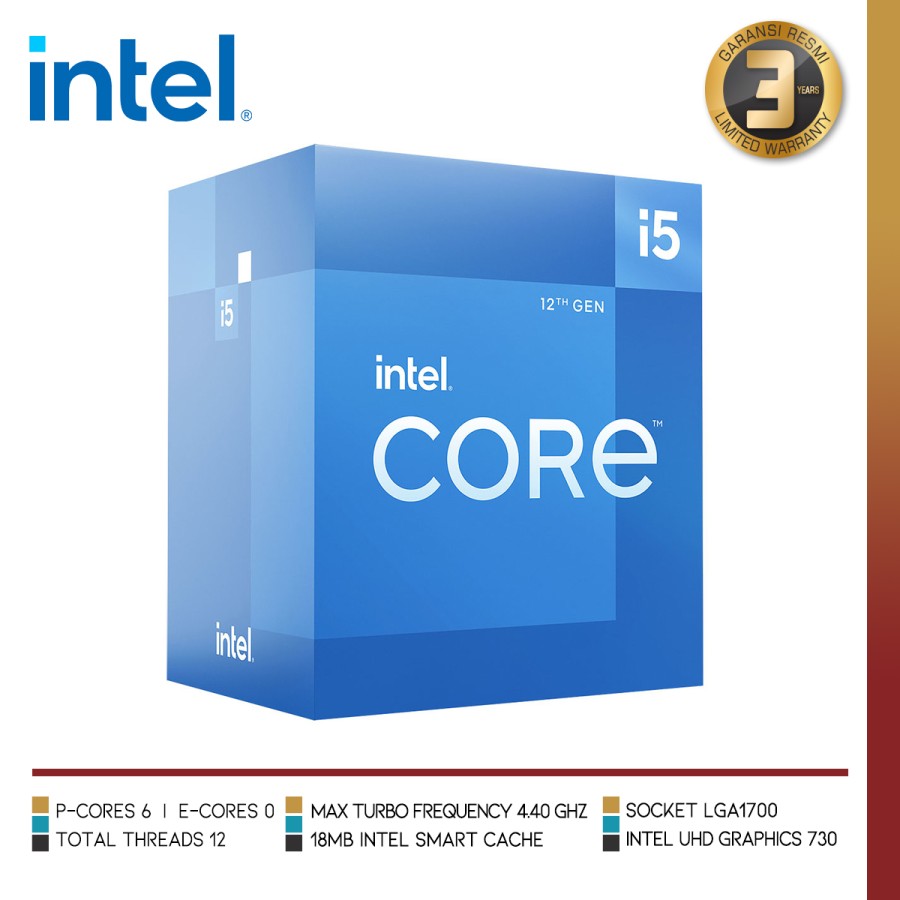 intel®
GARANSI RESMI
3 YEARS
LIMITED WARRANTY
i5
i5
12TH GEN
intel®
CORE™
intel.
P-CORES 6 | E-CORES 0
TOTAL THREADS 12
MAX TURBO FREQUENCY 4.40 GHZ
18MB INTEL SMART CACHE
SOCKET LGA1700
INTEL UHD GRAPHICS 730